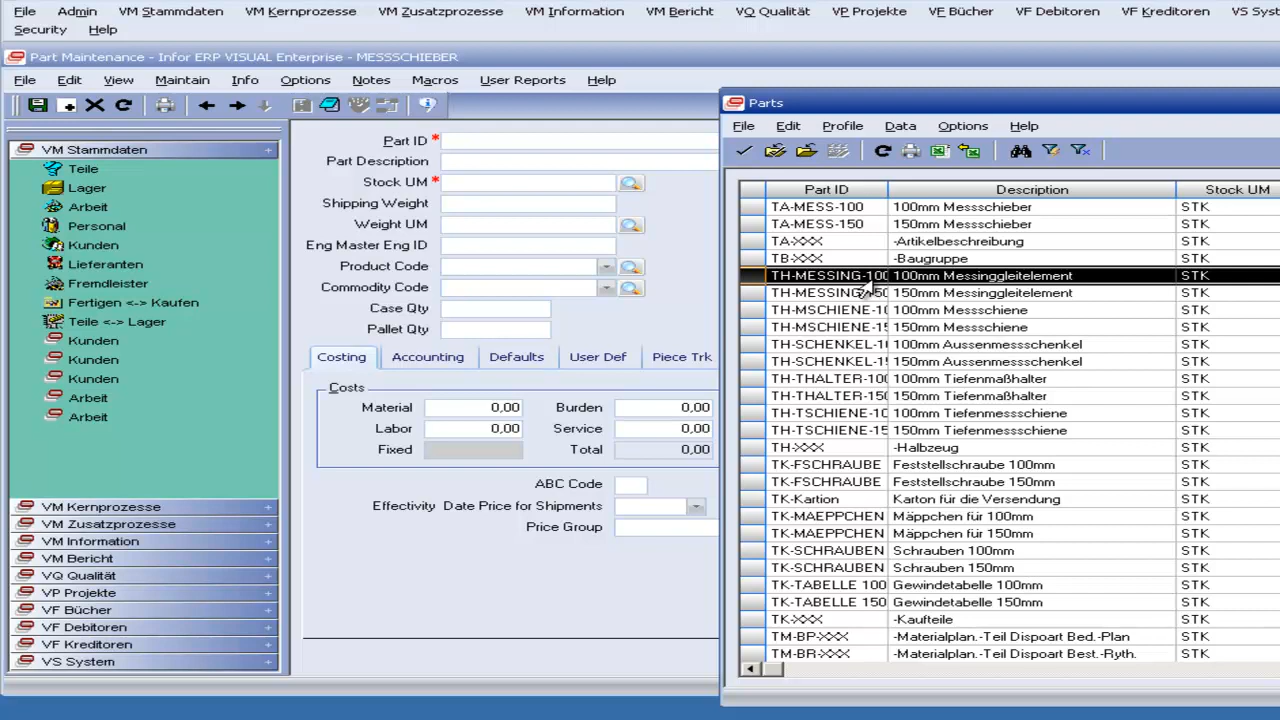 File Admin VM Stammdaten VM Kernprozesse VM Zusatzprozesse VM Information VM Bericht VQ Qualität VP Projekte VF Bücher VF Debitoren VF Kreditoren VS Syst
Security Help
Part Maintenance - Infor ERP VISUAL Enterprise - MESSSCHIEBER
File Edit View Maintain Info Options Notes Macros User Reports Help
VM Stammdaten
Teile
Lager
Arbeit
Personal
Kunden
Lieferanten
Fremdleister
Fertigen <-> Kaufen
Teile <-> Lager
Kunden
Kunden
Kunden
Arbeit
Arbeit
VM Kernprozesse
VM Zusatzprozesse
VM Information
VM Bericht
VQ Qualität
VP Projekte
VF Bücher
VF Debitoren
VF Kreditoren
VS System
Part ID *
Part Description
Stock UM *
Shipping Weight
Weight UM
Eng Master Eng ID
Product Code
Commodity Code
Case Qty
Pallet Qty
Costing Accounting Defaults User Def Piece Trk
Costs
Material 0,00 Burden 0,00
Labor 0,00 Service 0,00
Fixed Total 0,00
ABC Code
Effectivity Date Price for Shipments
Price Group
Parts
File Edit Profile Data Options Help
Part ID Description Stock UM
TA-MESS-100 100mm Messschieber STK
TA-MESS-150 150mm Messschieber STK
TA-XXX -Artikelbeschreibung STK
TB-XXX -Baugruppe STK
TH-MESSING-100 100mm Messinggleitelement STK
TH-MESSING 50 150mm Messinggleitelement STK
TH-MSCHIENE-10 100mm Messschiene STK
TH-MSCHIENE-15 150mm Messschiene STK
TH-SCHENKEL-1 100mm Aussenmessschenkel STK
TH-SCHENKEL-1 150mm Aussenmessschenkel STK
TH-THALTER-100 100mm Tiefenmaßhalter STK
TH-THALTER-150 150mm Tiefenmaßhalter STK
TH-TSCHIENE-10 100mm Tiefenmessschiene STK
TH-TSCHIENE-15 150mm Tiefenmessschiene STK
TH-XXX -Halbzeug STK
TK-FSCHRAUBE Feststellschraube 100mm STK
TK-FSCHRAUBE Feststellschraube 150mm STK
TK-Kartion Karton für die Versendung STK
TK-MAEPPCHEN Mäppchen für 100mm STK
TK-MAEPPCHEN Mäppchen für 150mm STK
TK-SCHRAUBEN Schrauben 100mm STK
TK-SCHRAUBEN Schrauben 150mm STK
TK-TABELLE 100 Gewindetabelle 100mm STK
TK-TABELLE 150 Gewindetabelle 150mm STK
TK-XXX -Kaufteile STK
TM-BP-XXX -Materialplan.-Teil Dispoart Bed.-Plan STK
TM-BR-XXX -Materialplan.-Teil Dispoart Best.-Ryth. STK